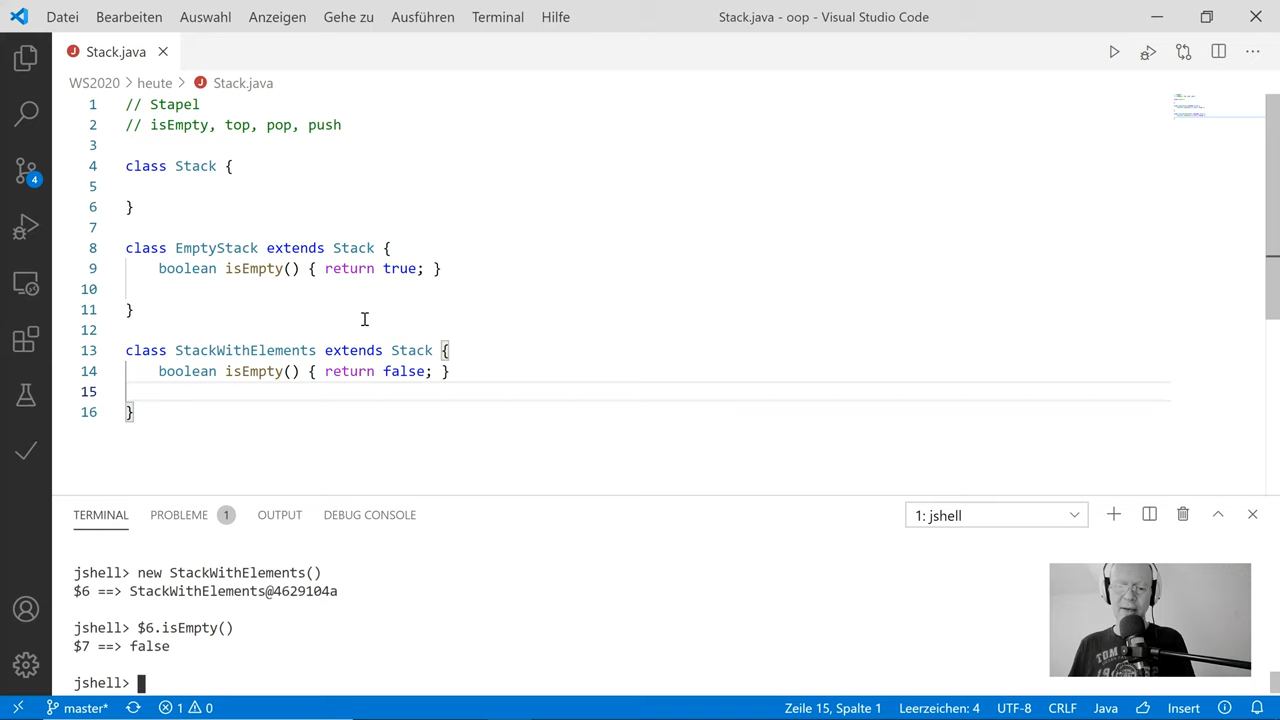 Datei Bearbeiten Auswahl Anzeigen Gehe zu Ausführen Terminal Hilfe Stack.java - oop - Visual Studio Code
Stack.java
WS2020 > heute > Stack.java
1 // Stapel
2 // isEmpty, top, pop, push
3
4 class Stack {
5
6 }
7
8 class EmptyStack extends Stack {
9 boolean isEmpty() { return true; }
10
11 }
12
13 class StackWithElements extends Stack {
14 boolean isEmpty() { return false; }
15
16 }
4
TERMINAL PROBLEME 1 OUTPUT DEBUG CONSOLE 1: jshell
jshell> new StackWithElements()
$6 ==> StackWithElements@4629104a
jshell> $6.isEmpty()
$7 ==> false
jshell>
TOM
1982
master* 1 0 Zeile 15, Spalte 1 Leerzeichen: 4 UTF-8 CRLF Java Insert